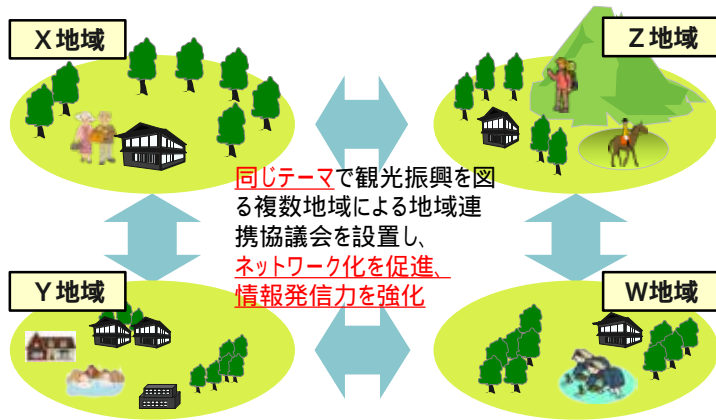 X地域
Z地域
同じテーマで観光振興を図
る複数地域による地域連
携協議会を設置し、
ネットワーク化を促進、
情報発信力を強化
Y地域
W地域